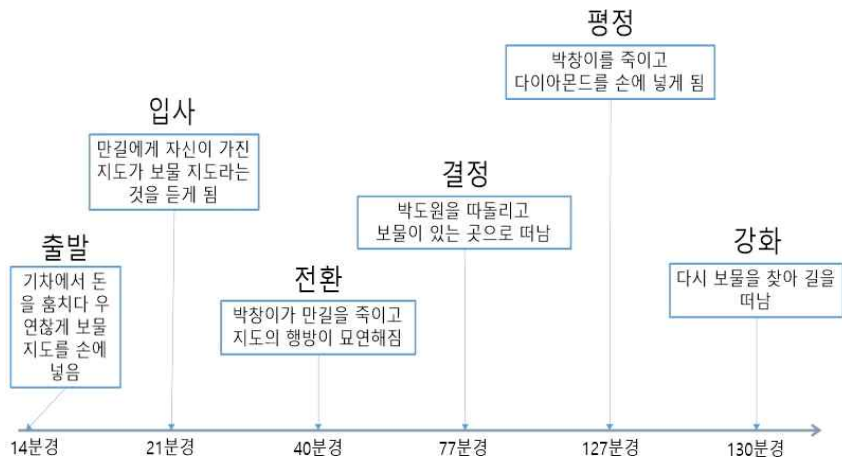 출발
기차에서 돈
을 훔치다 우
연찮게 보물
지도를 손에
넣음
입사
만길에게 자신이 가진
지도가 보물 지도라는
것을 듣게 됨
전환
박창이가 만길을 죽이고
지도의 행방이 묘연해짐
결정
박도원을 따돌리고
보물이 있는 곳으로 떠남
평정
박창이를 죽이고
다이아몬드를 손에 넣게 됨
강화
다시 보물을 찾아 길을
떠남
14분경
21분경
40분경
77분경
127분경
130분경